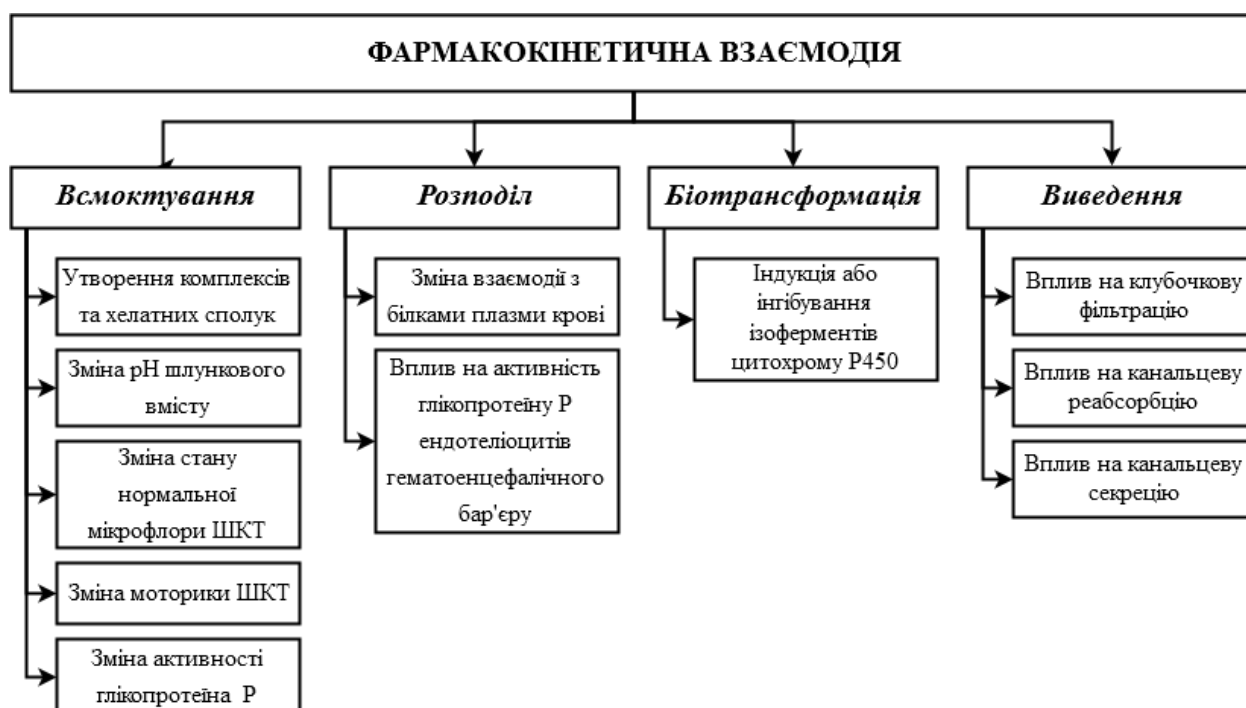 ФАРМАКОКІНЕТИЧНА ВЗАЄМОДІЯ
Всмоктування
Утворення комплексів
та хелатних сполук
Зміна рН шлункового
вмісту
Зміна стану
нормальної
мікрофлори ШКТ
Зміна моторики ШКТ
Зміна активності
глікопротеїна Р
Розподіл
Зміна взаємодії з
білками плазми крові
Вплив на активність
глікопротеїну Р
ендотеліоцитів
гематоенцефалічного
бар'єру
Біотрансформація
Індукція або
інгібування
ізоферментів
цитохрому Р450
Виведення
Вплив на клубочкову
фільтрацію
Вплив на канальцеву
реабсорбцію
Вплив на канальцеву
секрецію